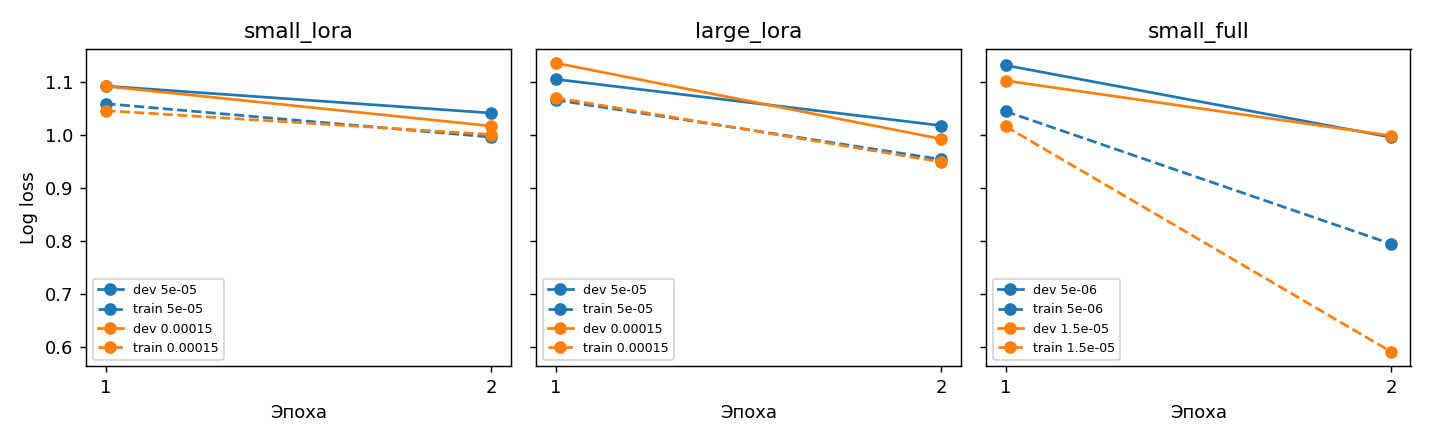 small_lora
large_lora
small_full
Log loss
1.1
1.0
0.9
0.8
0.7
0.6
dev 5e-05
train 5e-05
dev 0.00015
train 0.00015
1 2
Эпоха
dev 5e-05
train 5e-05
dev 0.00015
train 0.00015
1 2
Эпоха
dev 5e-06
train 5e-06
dev 1.5e-05
train 1.5e-05
1 2
Эпоха